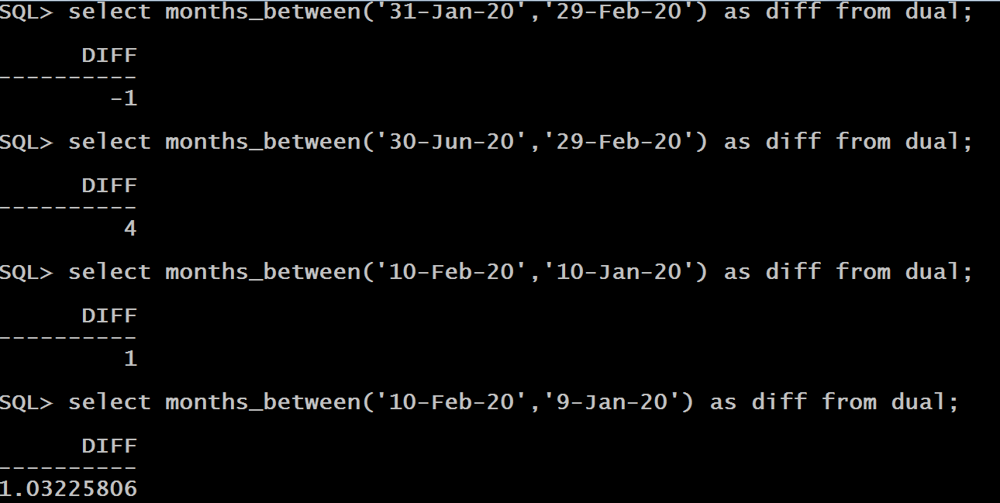 SQL> select months_between('31-Jan-20','29-Feb-20') as diff from dual;
      DIFF
----------
        -1
SQL> select months_between('30-Jun-20','29-Feb-20') as diff from dual;
      DIFF
----------
         4
SQL> select months_between('10-Feb-20','10-Jan-20') as diff from dual;
      DIFF
----------
         1
SQL> select months_between('10-Feb-20','9-Jan-20') as diff from dual;
      DIFF
----------
1.03225806